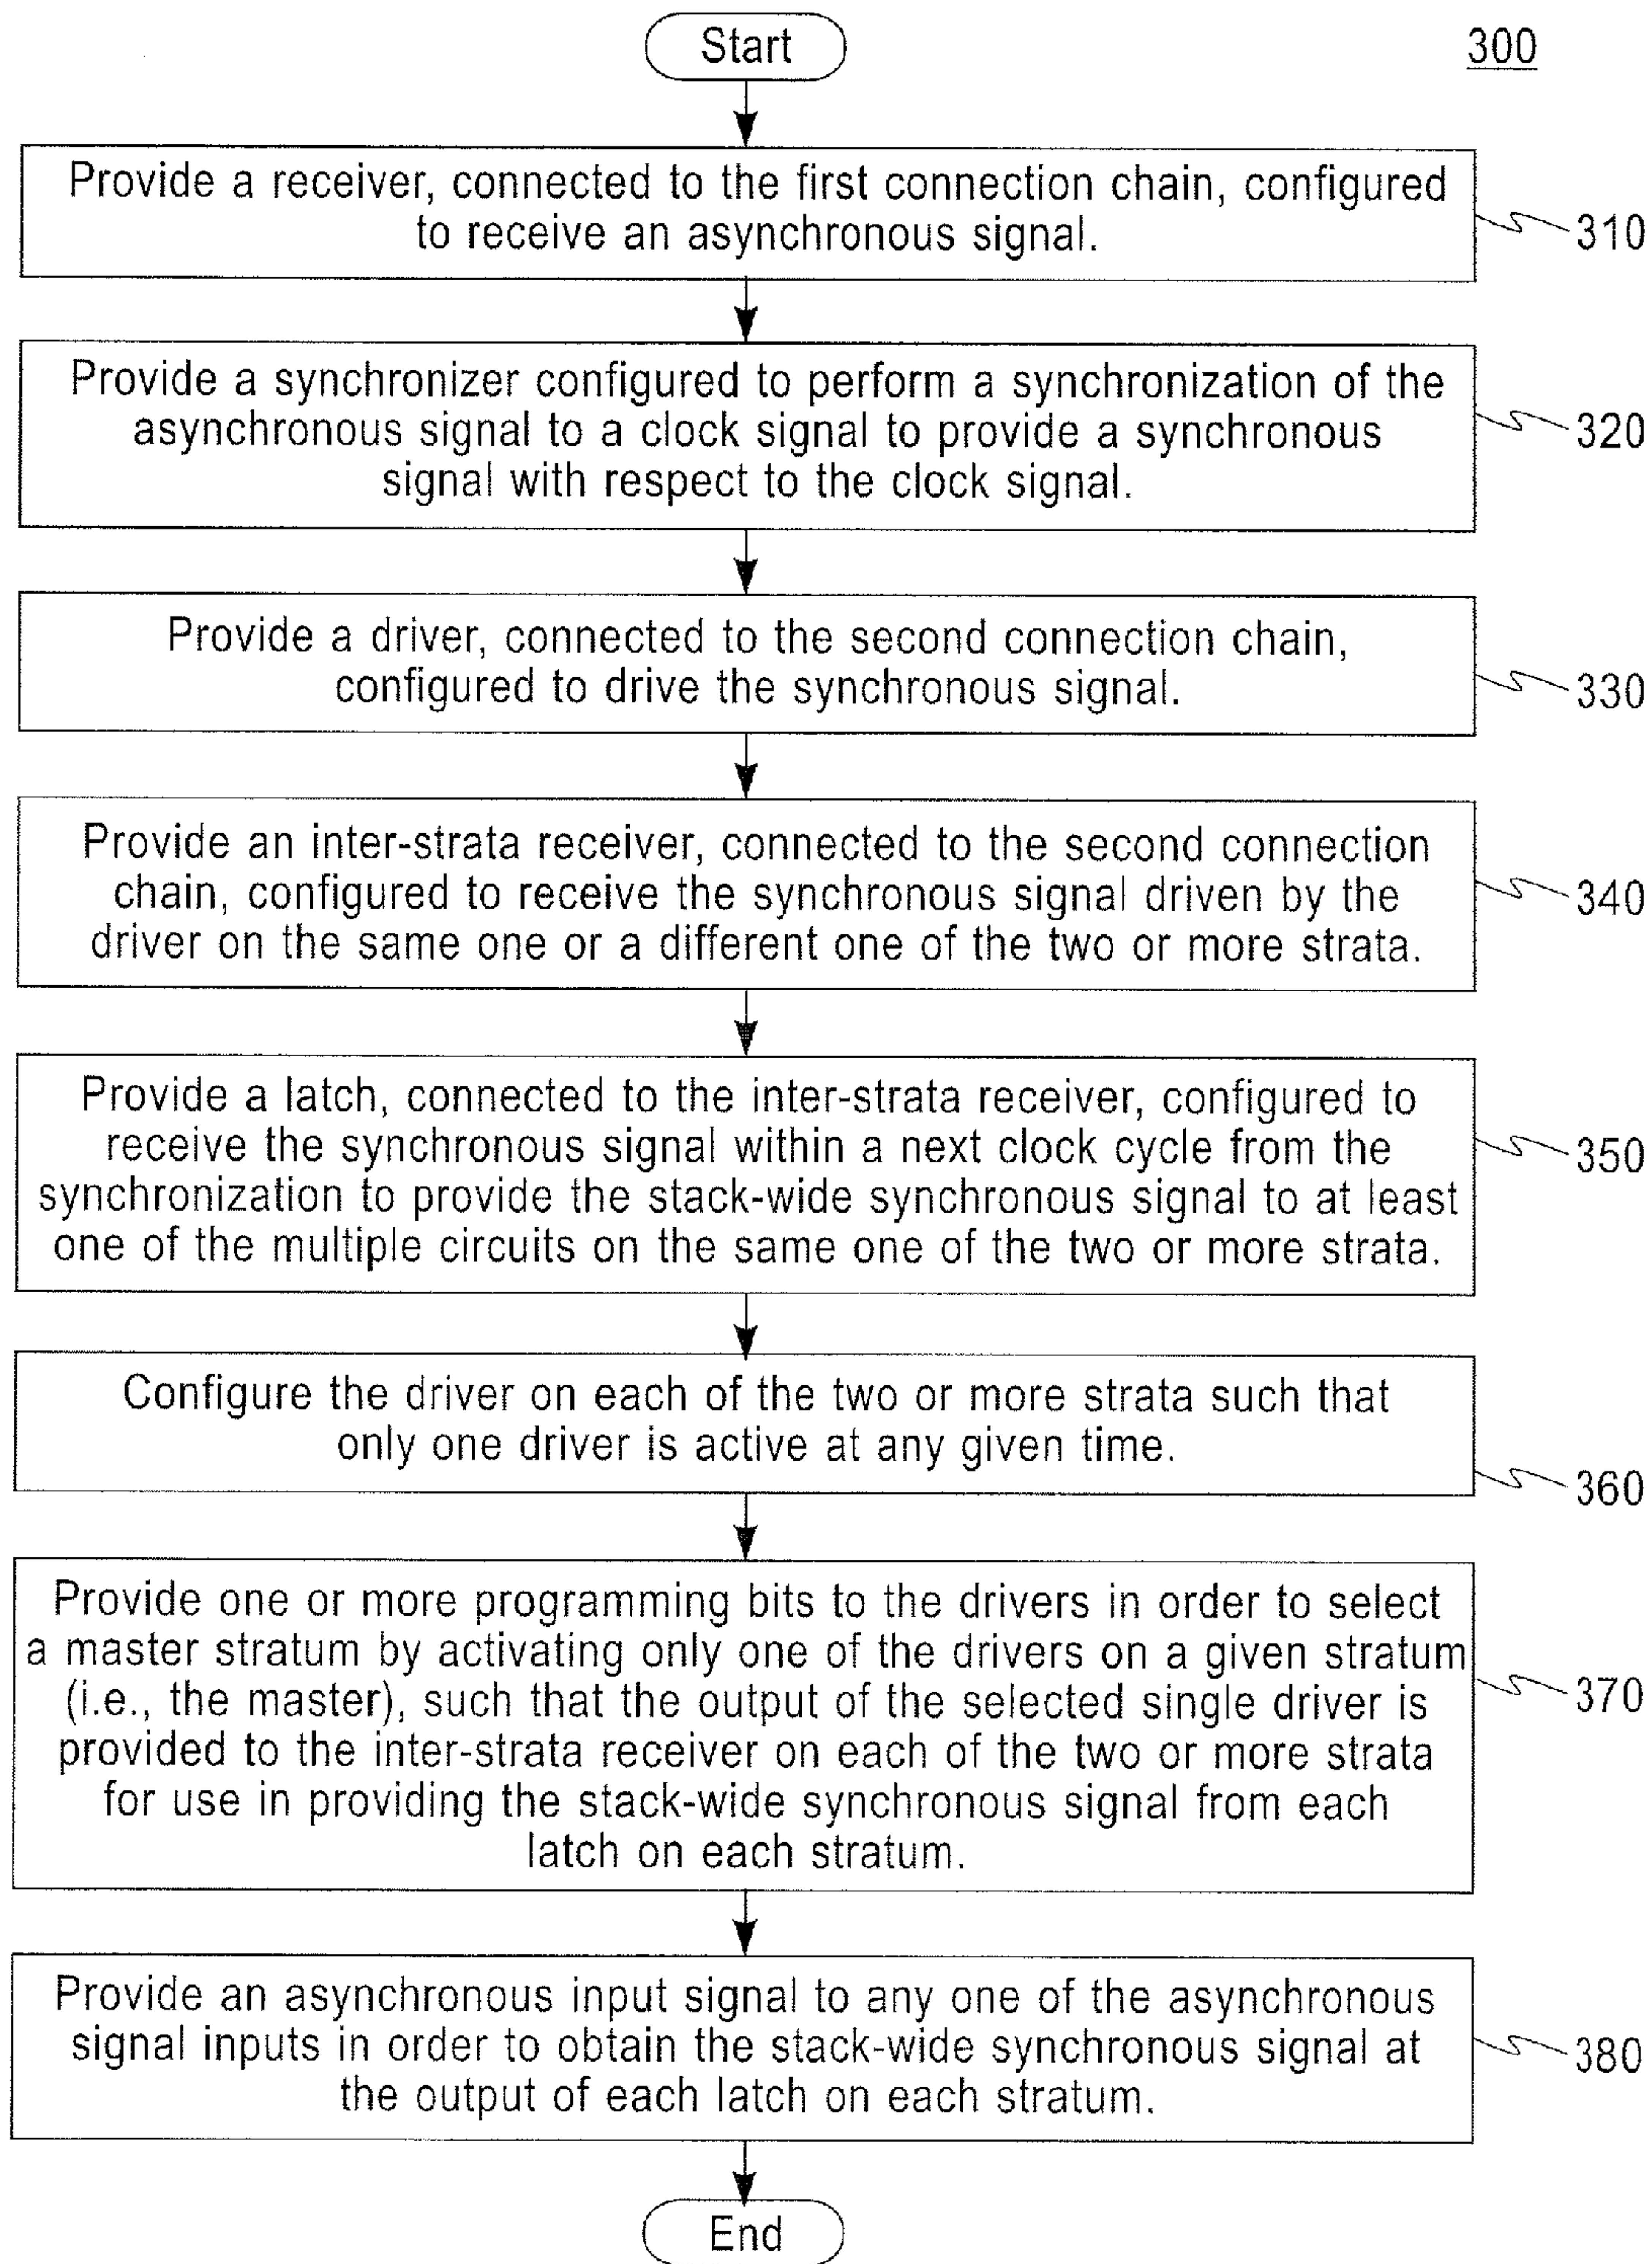 Start
300
Provide a receiver, connected to the first connection chain, configured
to receive an asynchronous signal.
310
Provide a synchronizer configured to perform a synchronization of the
asynchronous signal to a clock signal to provide a synchronous
signal with respect to the clock signal.
320
Provide a driver, connected to the second connection chain,
configured to drive the synchronous signal.
330
Provide an inter-strata receiver, connected to the second connection
chain, configured to receive the synchronous signal driven by the
driver on the same one or a different one of the two or more strata.
340
Provide a latch, connected to the inter-strata receiver, configured to
receive the synchronous signal within a next clock cycle from the
synchronization to provide the stack-wide synchronous signal to at least
one of the multiple circuits on the same one of the two or more strata.
350
Configure the driver on each of the two or more strata such that
only one driver is active at any given time.
360
Provide one or more programming bits to the drivers in order to select
a master stratum by activating only one of the drivers on a given stratum
(i.e., the master), such that the output of the selected single driver is
provided to the inter-strata receiver on each of the two or more strata
for use in providing the stack-wide synchronous signal from each
latch on each stratum.
370
Provide an asynchronous input signal to any one of the asynchronous
signal inputs in order to obtain the stack-wide synchronous signal at
the output of each latch on each stratum.
380
End